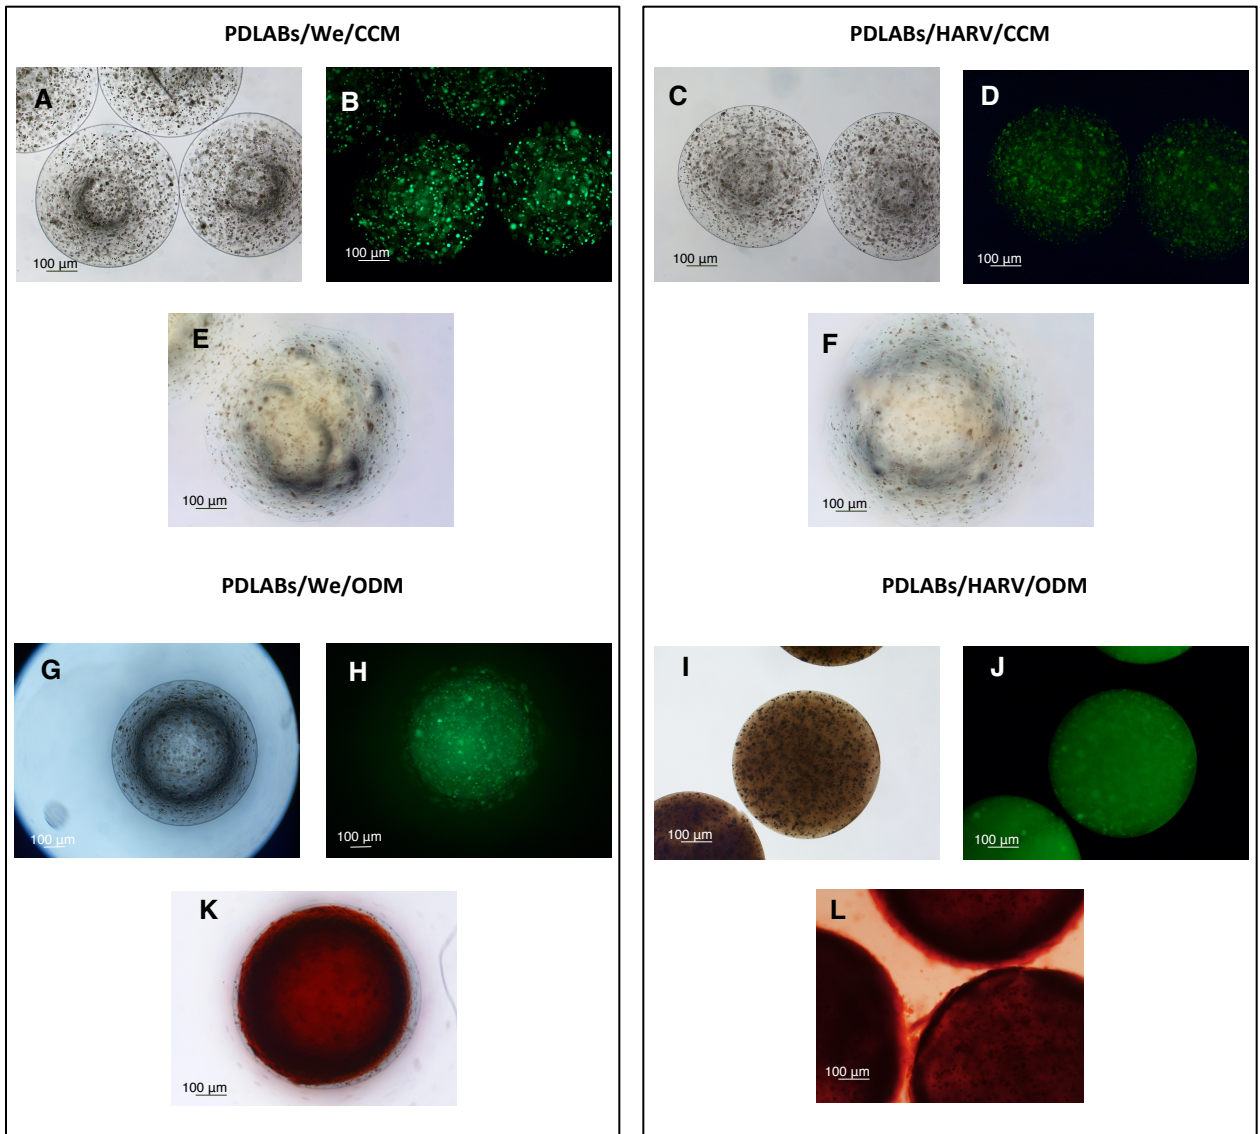 PDLABs/We/CCM
A
B
100 µm
100 µm
E
100 µm
PDLABs/We/ODM
G
H
100 µm
100 µm
K
100 µm
PDLABs/HARV/CCM
C
D
100 µm
100 µm
F
100 µm
PDLABs/HARV/ODM
I
J
100 µm
100 µm
L
100 µm